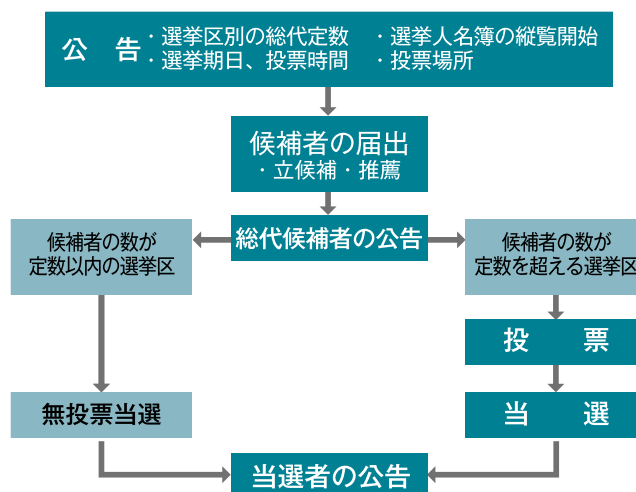 公　告
・選挙区別の総代定数　・選挙人名簿の縦覧開始
・選挙期日、投票時間　・投票場所
候補者の届出
・立候補・推薦
総代候補者の公告
候補者の数が
定数以内の選挙区
候補者の数が
定数を超える選挙区
投　票
無投票当選
当　選
当選者の公告